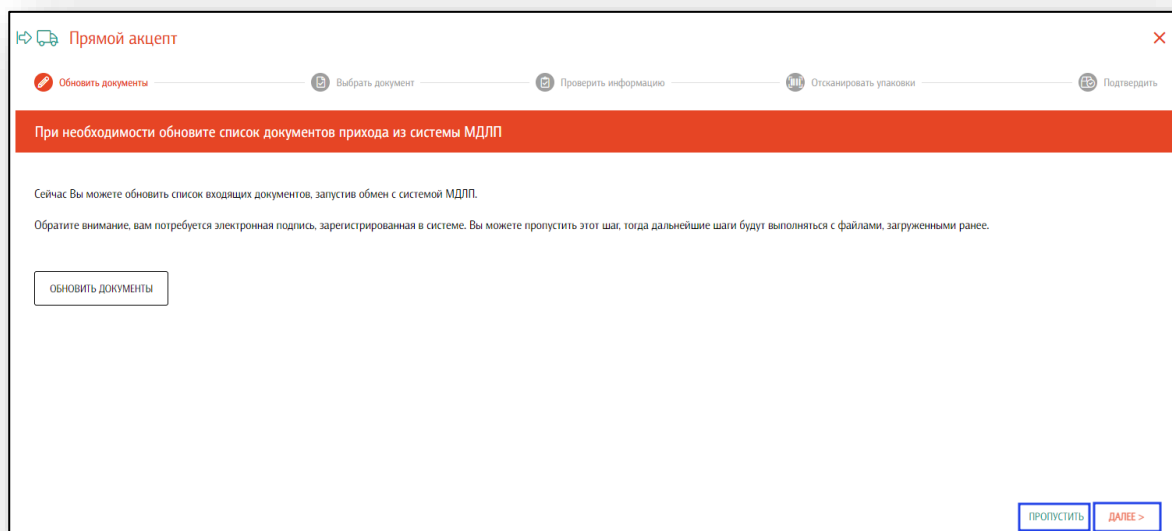 Прямой акцепт
Обновить документы
Выбрать документ
Проверить информацию
Отсканировать упаковки
Подтвердить
При необходимости обновите список документов прихода из системы МДЛП
Сейчас Вы можете обновить список входящих документов, запустив обмен с системой МДЛП.
Обратите внимание, вам потребуется электронная подпись, зарегистрированная в системе. Вы можете пропустить этот шаг, тогда дальнейшие шаги будут выполняться с файлами, загруженными ранее.
ОБНОВИТЬ ДОКУМЕНТЫ
ПРОПУСТИТЬ
ДАЛЕЕ >